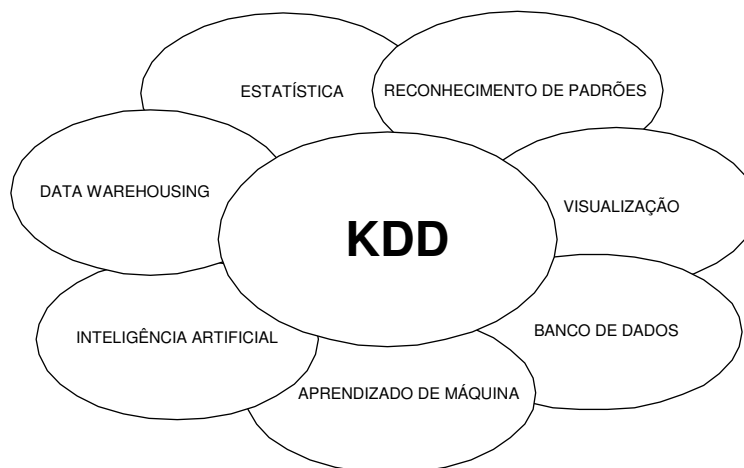 ESTATÍSTICA
RECONHECIMENTO DE PADRÕES
DATA WAREHOUSING
VISUALIZAÇÃO
KDD
INTELIGÊNCIA ARTIFICIAL
BANCO DE DADOS
APRENDIZADO DE MÁQUINA